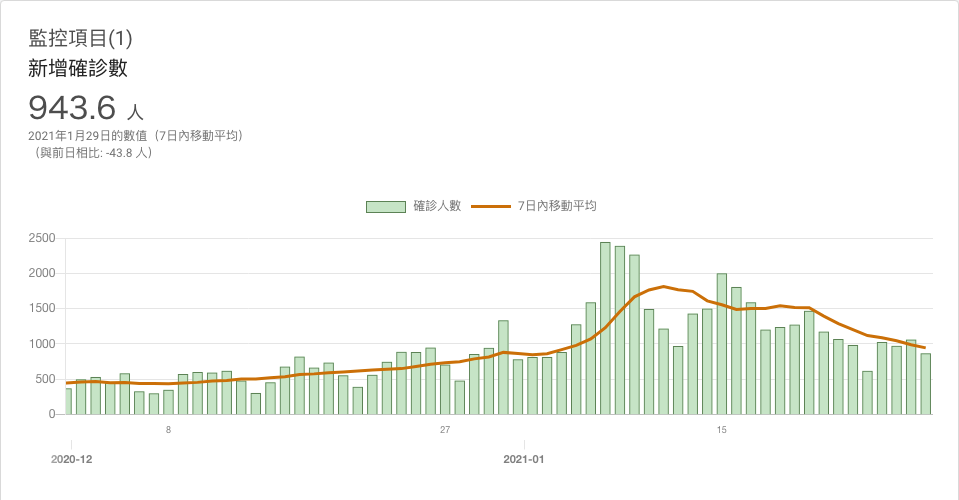 監控項目(1)
新增確診數
943.6 人
2021年1月29日的數值（7日內移動平均）
（與前日相比: -43.8 人）
確診人數 7日內移動平均
2500
2000
1500
1000
500
0
8 27 15
2020-12 2021-01